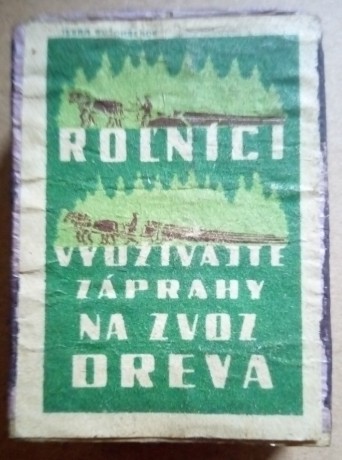 ROĽNÍCI
VYUŽÍVAJTE
ZÁPRAHY
NA ZVOZ
DREVA